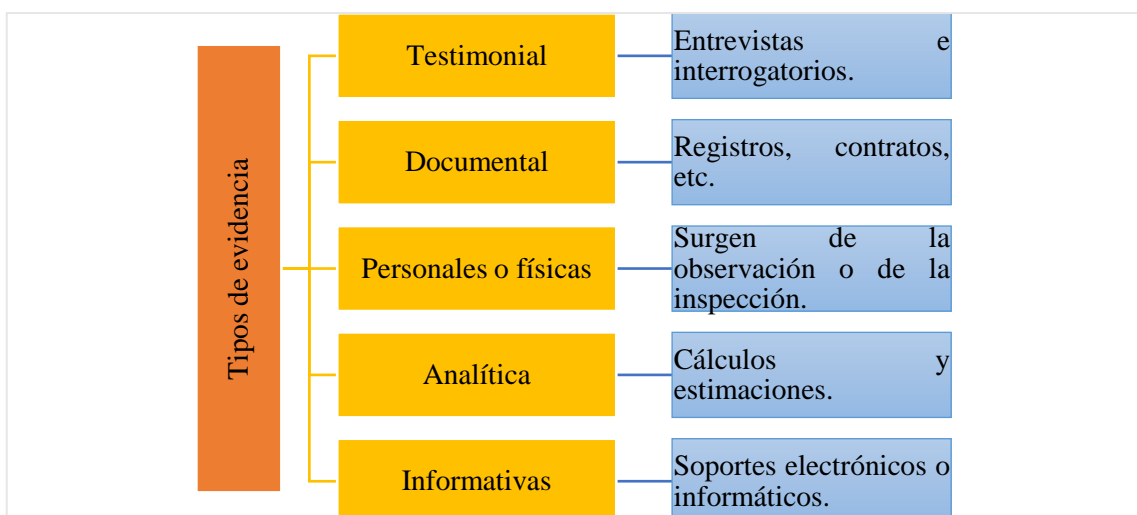 Tipos de evidencia
Testimonial
Entrevistas e
interrogatorios.
Documental
Registros, contratos,
etc.
Personales o físicas
Surgen de la
observación o de la
inspección.
Analítica
Cálculos y
estimaciones.
Informativas
Soportes electrónicos o
informáticos.